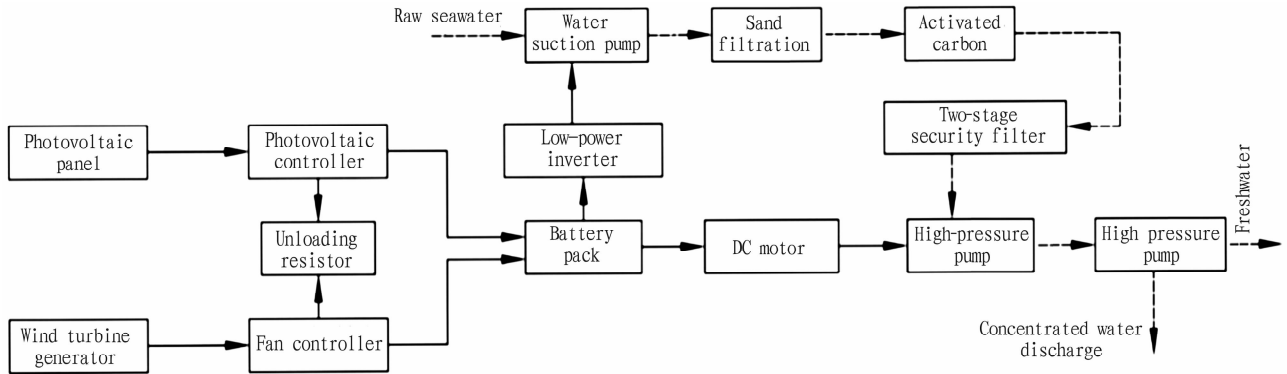 Raw seawater
Water
suction pump
Sand
filtration
Activated
carbon
Two-stage
security filter
Low-power
inverter
Photovoltaic
panel
Photovoltaic
controller
Unloading
resistor
Battery
pack
DC motor
High-pressure
pump
High pressure
pump
Freshwater
Wind turbine
generator
Fan controller
Concentrated water
discharge